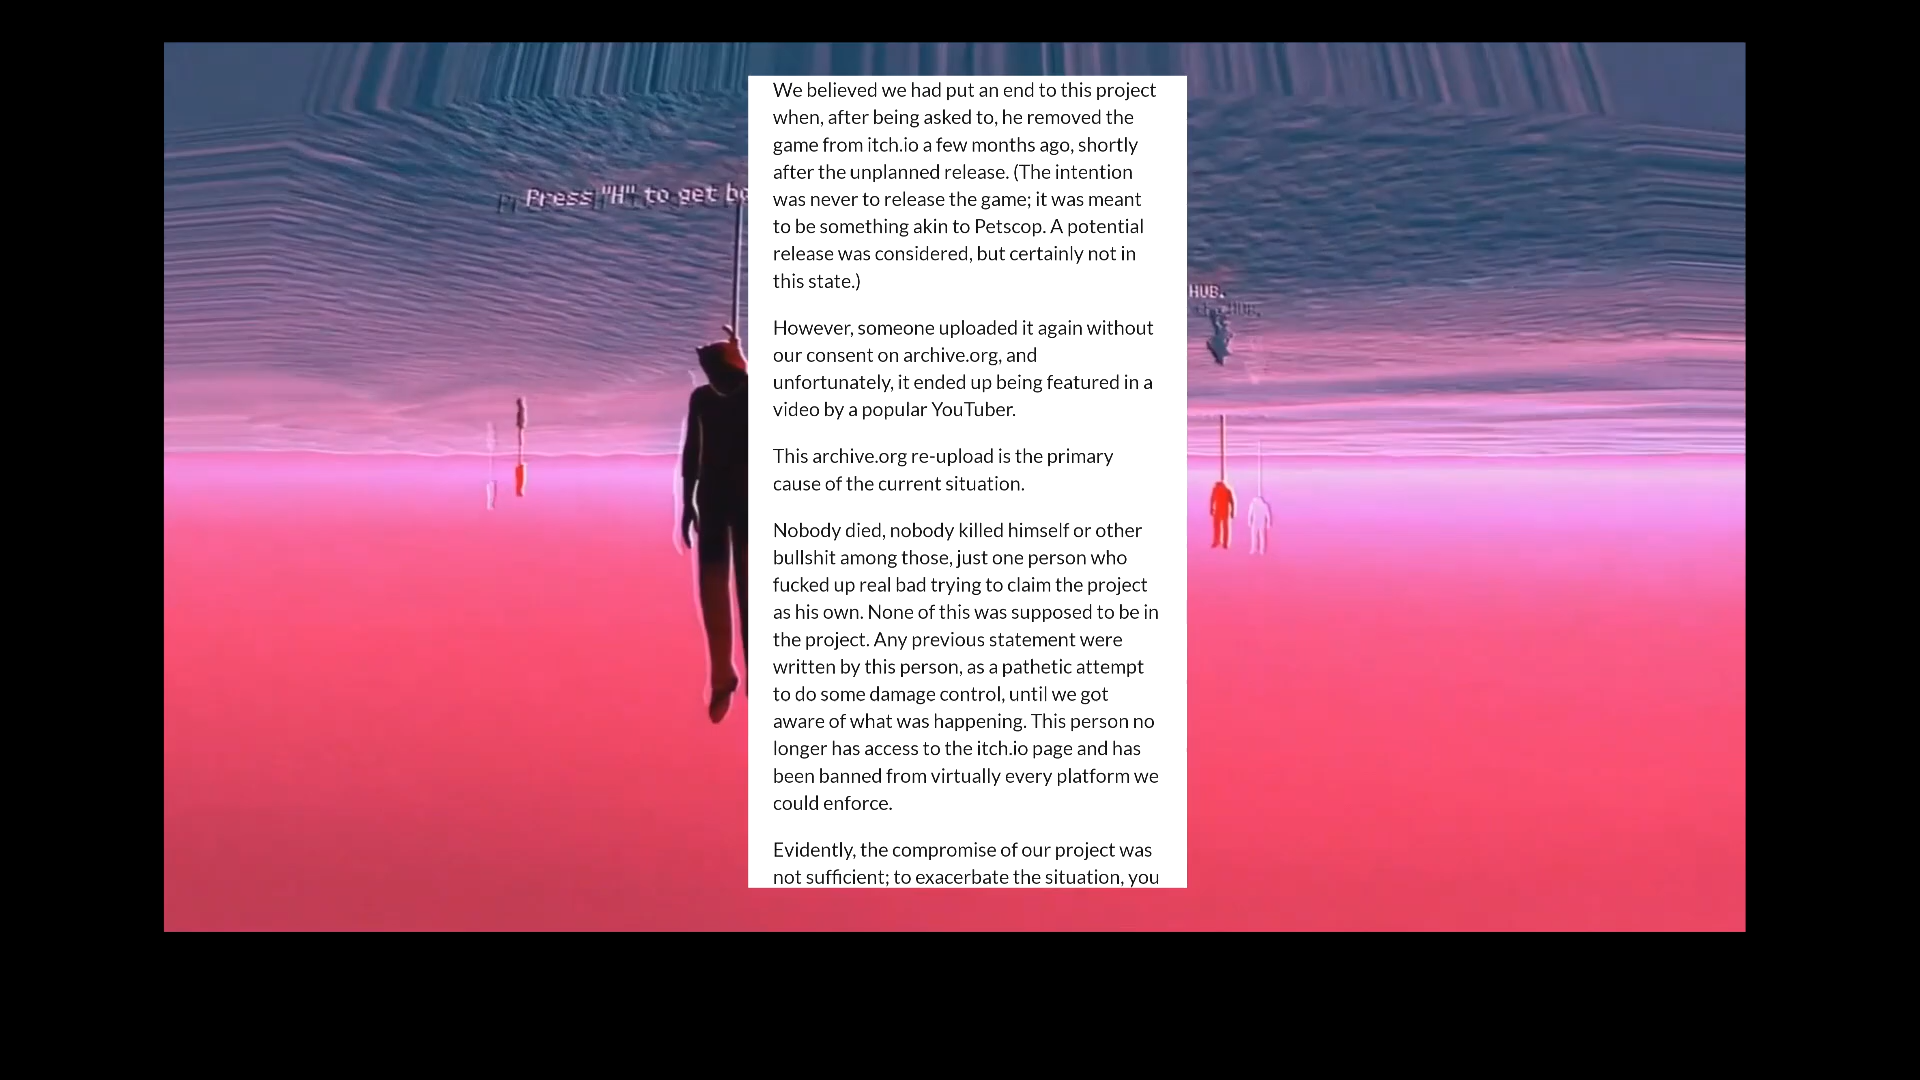 We believed we had put an end to this project
when, after being asked to, he removed the
game from itch.io a few months ago, shortly
after the unplanned release. (The intention
was never to release the game; it was meant
to be something akin to Petscop. A potential
release was considered, but certainly not in
this state.)
However, someone uploaded it again without
our consent on archive.org, and
unfortunately, it ended up being featured in a
video by a popular YouTuber.
This archive.org re-upload is the primary
cause of the current situation.
Nobody died, nobody killed himself or other
bullshit among those, just one person who
fucked up real bad trying to claim the project
as his own. None of this was supposed to be in
the project. Any previous statement were
written by this person, as a pathetic attempt
to do some damage control, until we got
aware of what was happening. This person no
longer has access to the itch.io page and has
been banned from virtually every platform we
could enforce.
Evidently, the compromise of our project was
not sufficient; to exacerbate the situation, you
Press "H" to get
HUB.